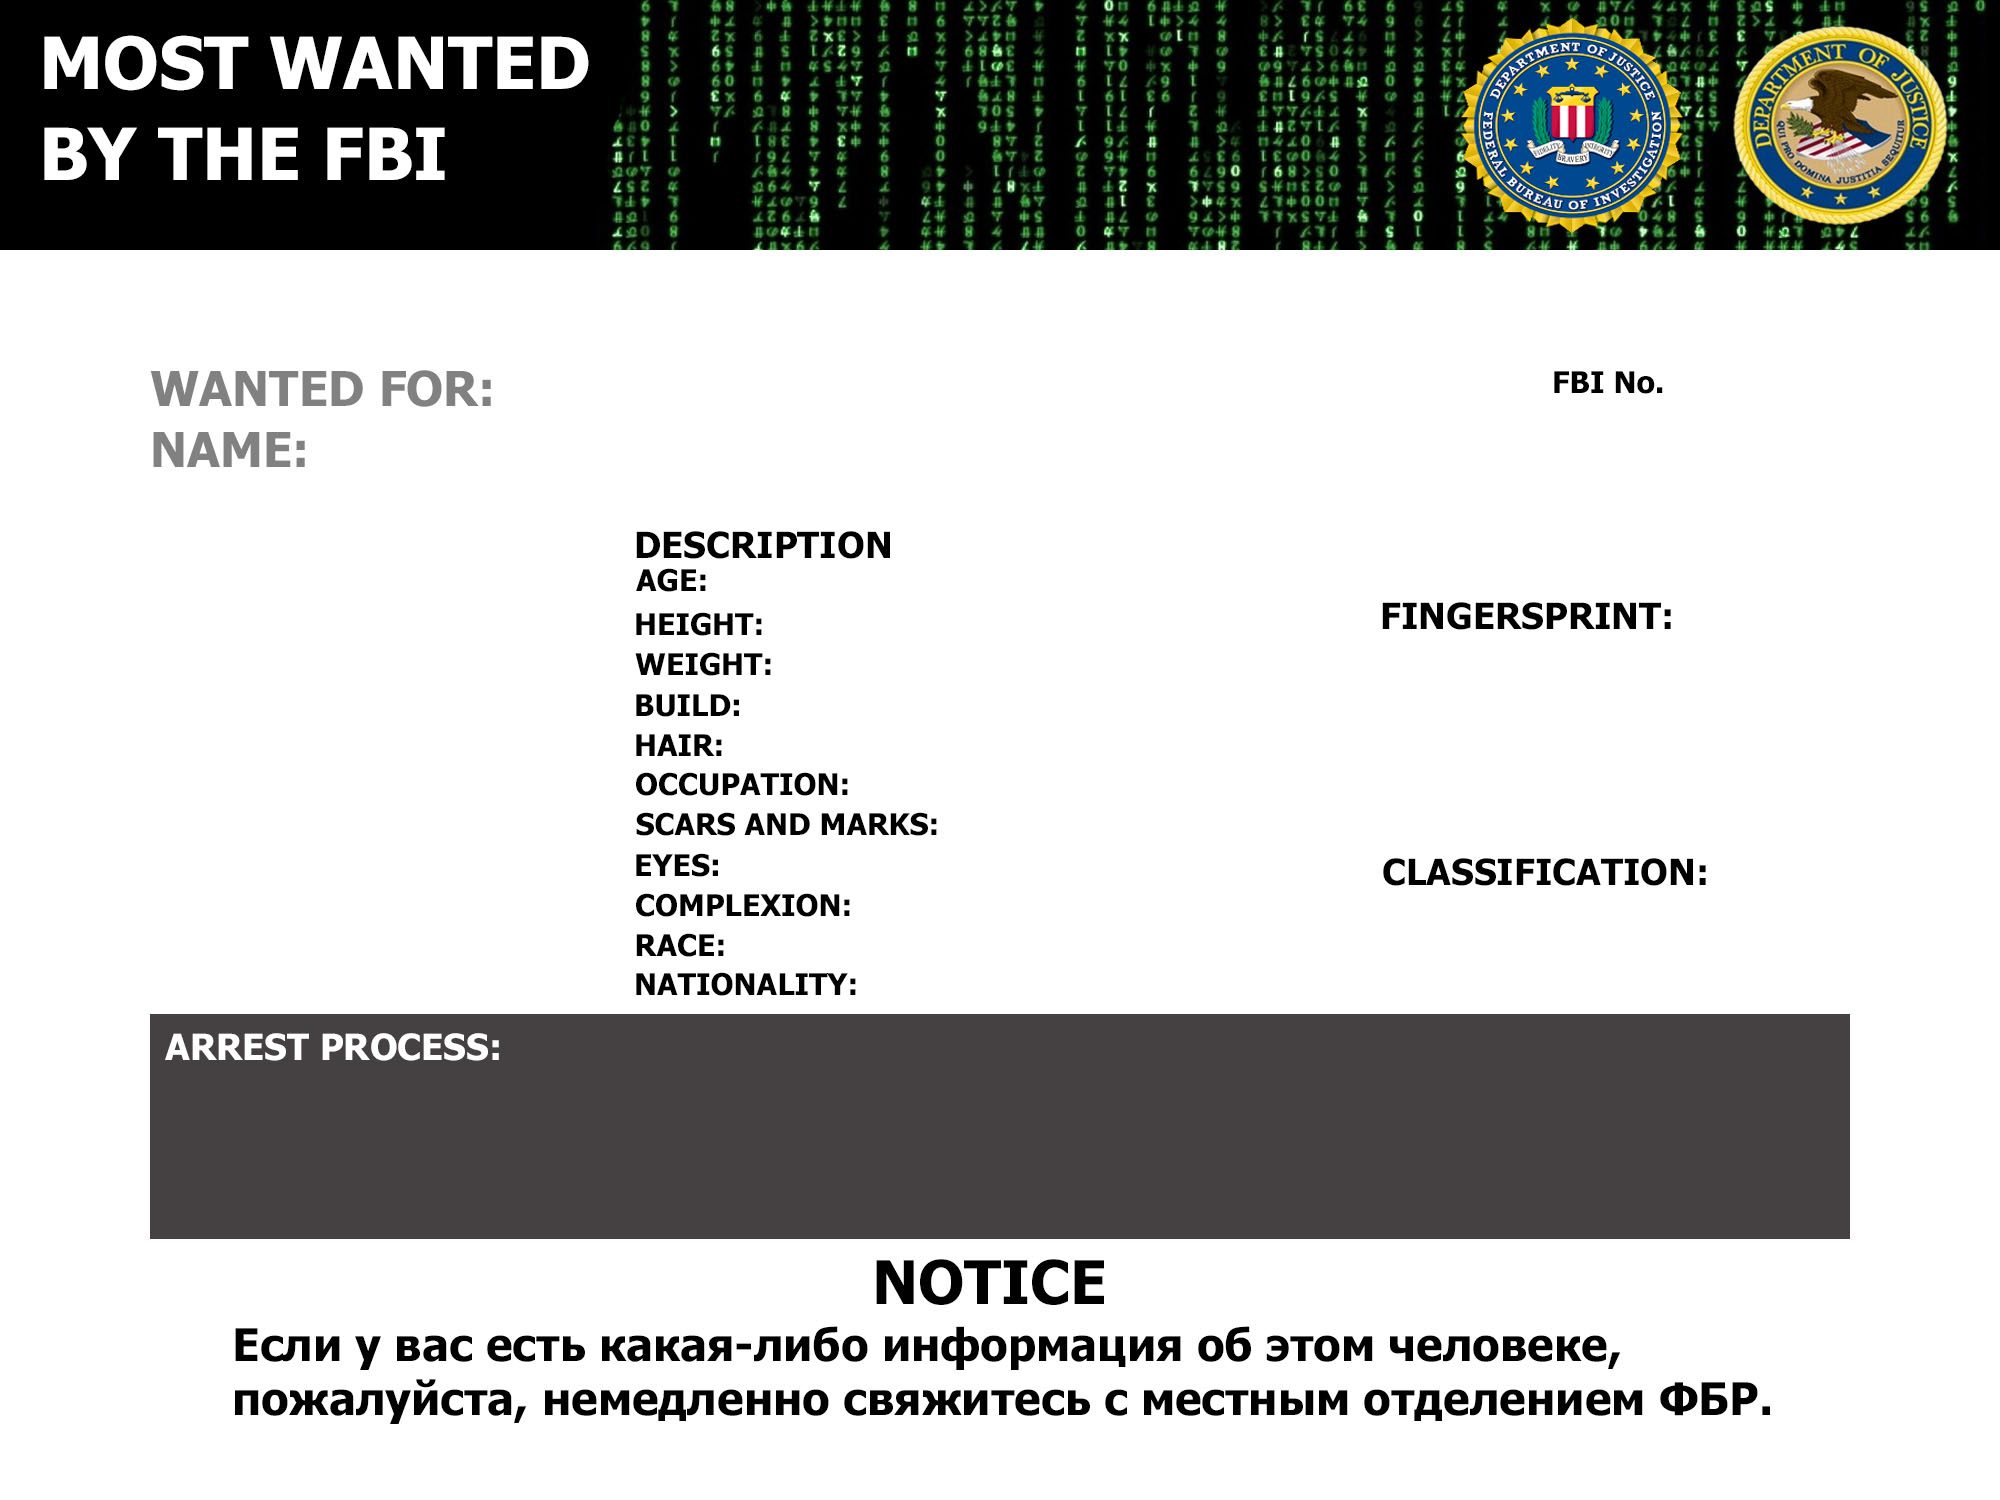 MOST WANTED
BY THE FBI
DEPARTMENT OF JUSTICE
FEDERAL BUREAU OF INVESTIGATION
FIDELITY BRAVERY INTEGRITY
DEPARTMENT OF JUSTICE
QUI PRO DOMINA JUSTITIA SEQUITUR
WANTED FOR:
FBI No.
NAME:
DESCRIPTION
AGE:
FINGERSPRINT:
HEIGHT:
WEIGHT:
BUILD:
HAIR:
OCCUPATION:
SCARS AND MARKS:
EYES:
CLASSIFICATION:
COMPLEXION:
RACE:
NATIONALITY:
ARREST PROCESS:
NOTICE
Если у вас есть какая-либо информация об этом человеке,
пожалуйста, немедленно свяжитесь с местным отделением ФБР.